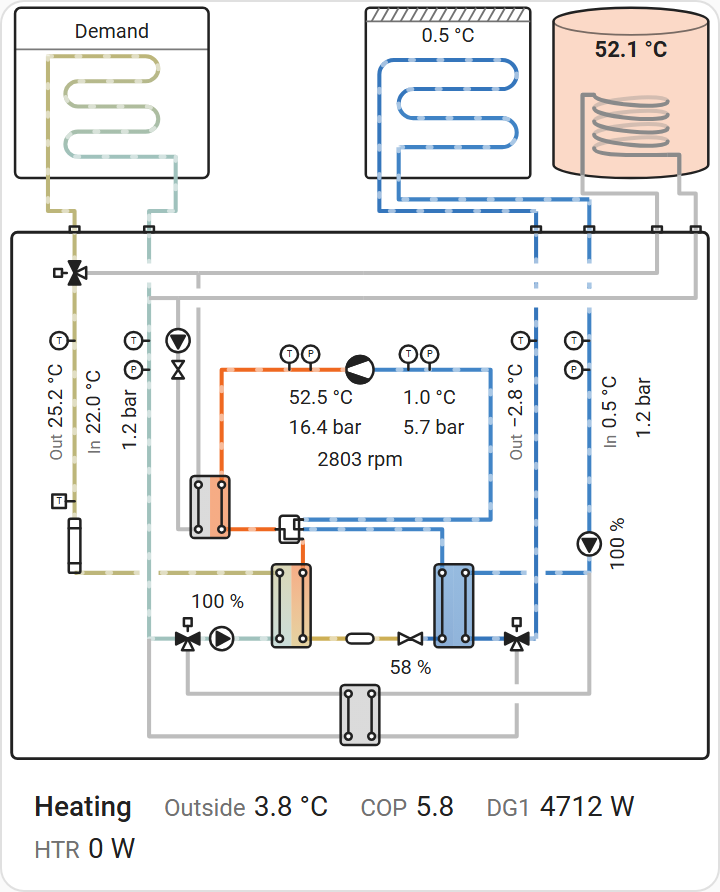 Demand
0.5 °C
52.1 °C
T
T
T
P
T
P
T
P
T
P
Out 25.2 °C
In 22.0 °C
1.2 bar
52.5 °C
1.0 °C
16.4 bar
5.7 bar
2803 rpm
Out −2.8 °C
In 0.5 °C
1.2 bar
T
100 %
100 %
58 %
Heating Outside 3.8 °C COP 5.8 DG1 4712 W
HTR 0 W